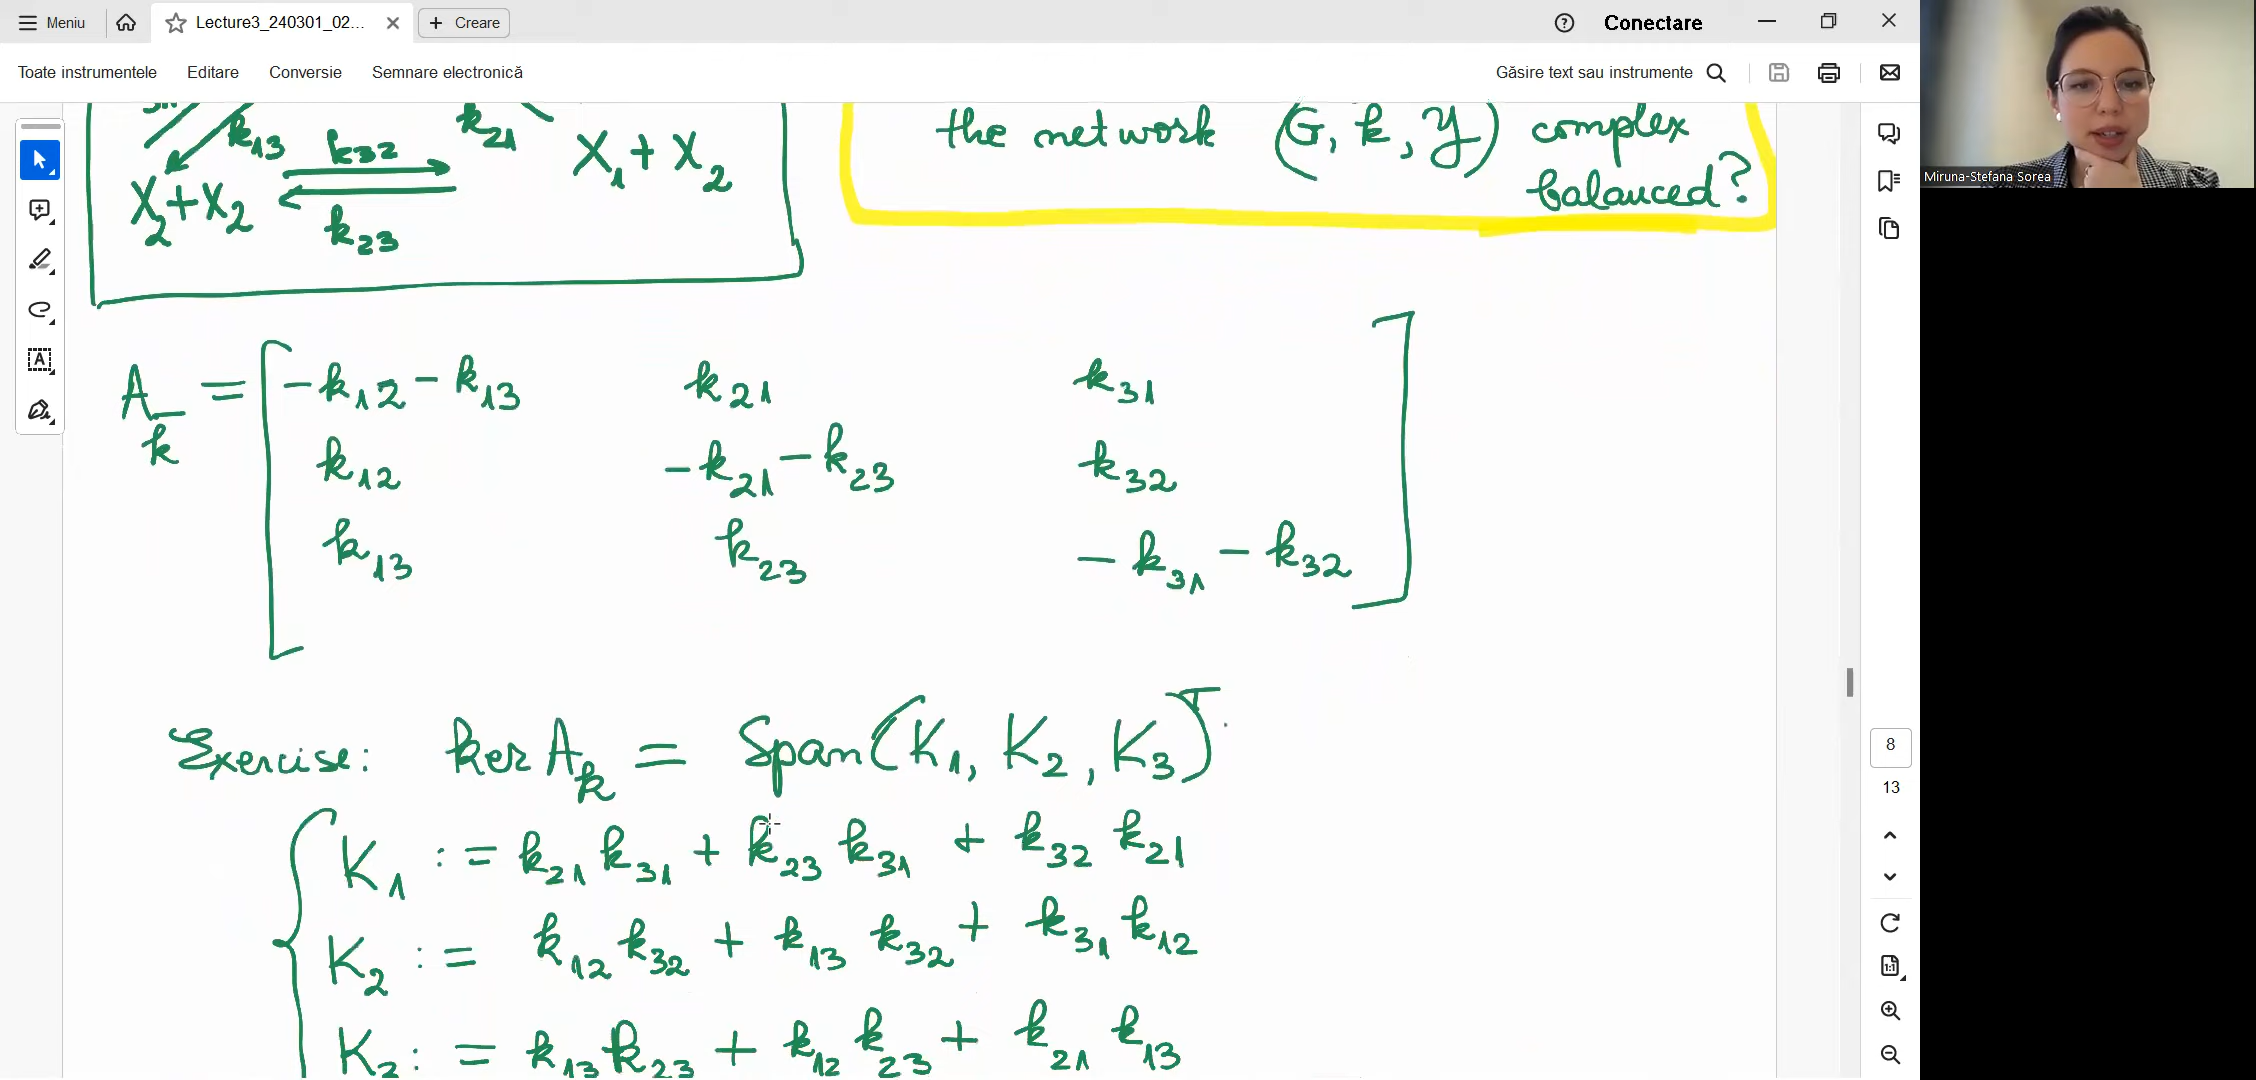 Meniu Lecture3_240301_02... Creare Conectare
Toate instrumentele Editare Conversie Semnare electronică Găsire text sau instrumente
Miruna-Stefana Sorea
k13 k32 k21 X1 + X2
X2 + X2
k23
the network (G, k, Y) complex
balanced?
A_k = [ -k12 - k13 k21 k31
k12 -k21 - k23 k32
k13 k23 -k31 - k32 ]
Exercise: ker A_k = Span(K1, K2, K3)^T.
K1 := k21 k31 + k23 k31 + k32 k21
K2 := k12 k32 + k13 k32 + k31 k12
K3 := k13 k23 + k12 k23 + k21 k13
8
13